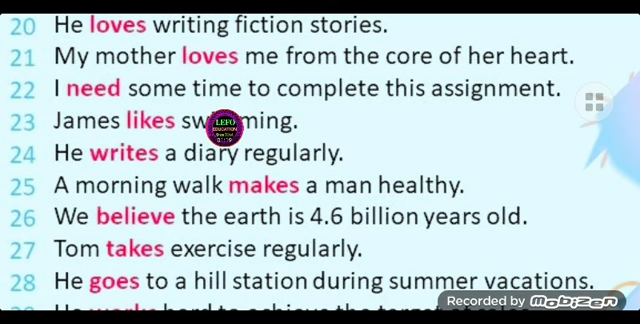 20 He loves writing fiction stories.
21 My mother loves me from the core of her heart.
22 I need some time to complete this assignment.
23 James likes swimming.
LEFO
EDUCATION
24 He writes a diary regularly.
25 A morning walk makes a man healthy.
26 We believe the earth is 4.6 billion years old.
27 Tom takes exercise regularly.
28 He goes to a hill station during summer vacations.
Recorded by Mobizen